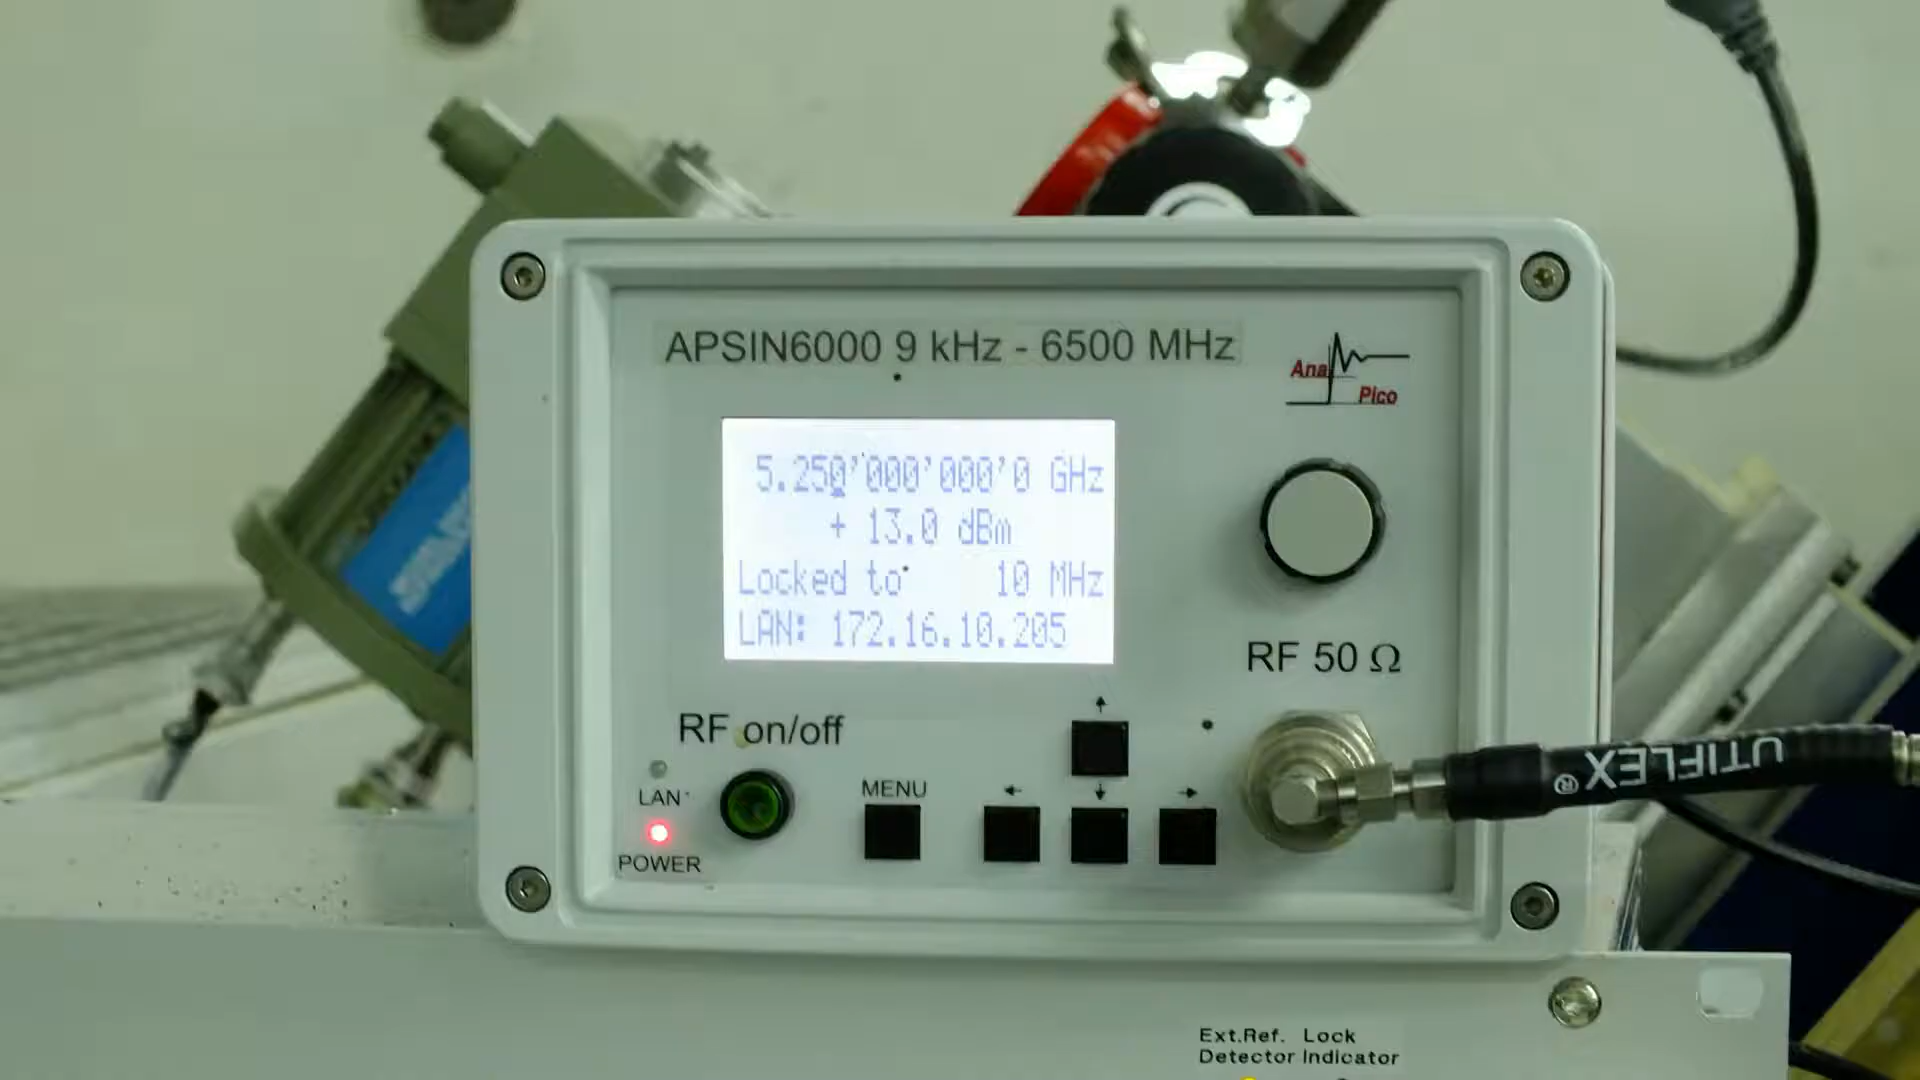 APSIN6000 9 kHz - 6500 MHz
Ana
Pico
5.250'000'000'0 GHz
+ 13.0 dBm
Locked to 10 MHz
LAN: 172.16.10.205
RF 50 Ω
RF on/off
LAN
POWER
MENU
UTIFLEX®
Ext.Ref. Lock
Detector Indicator